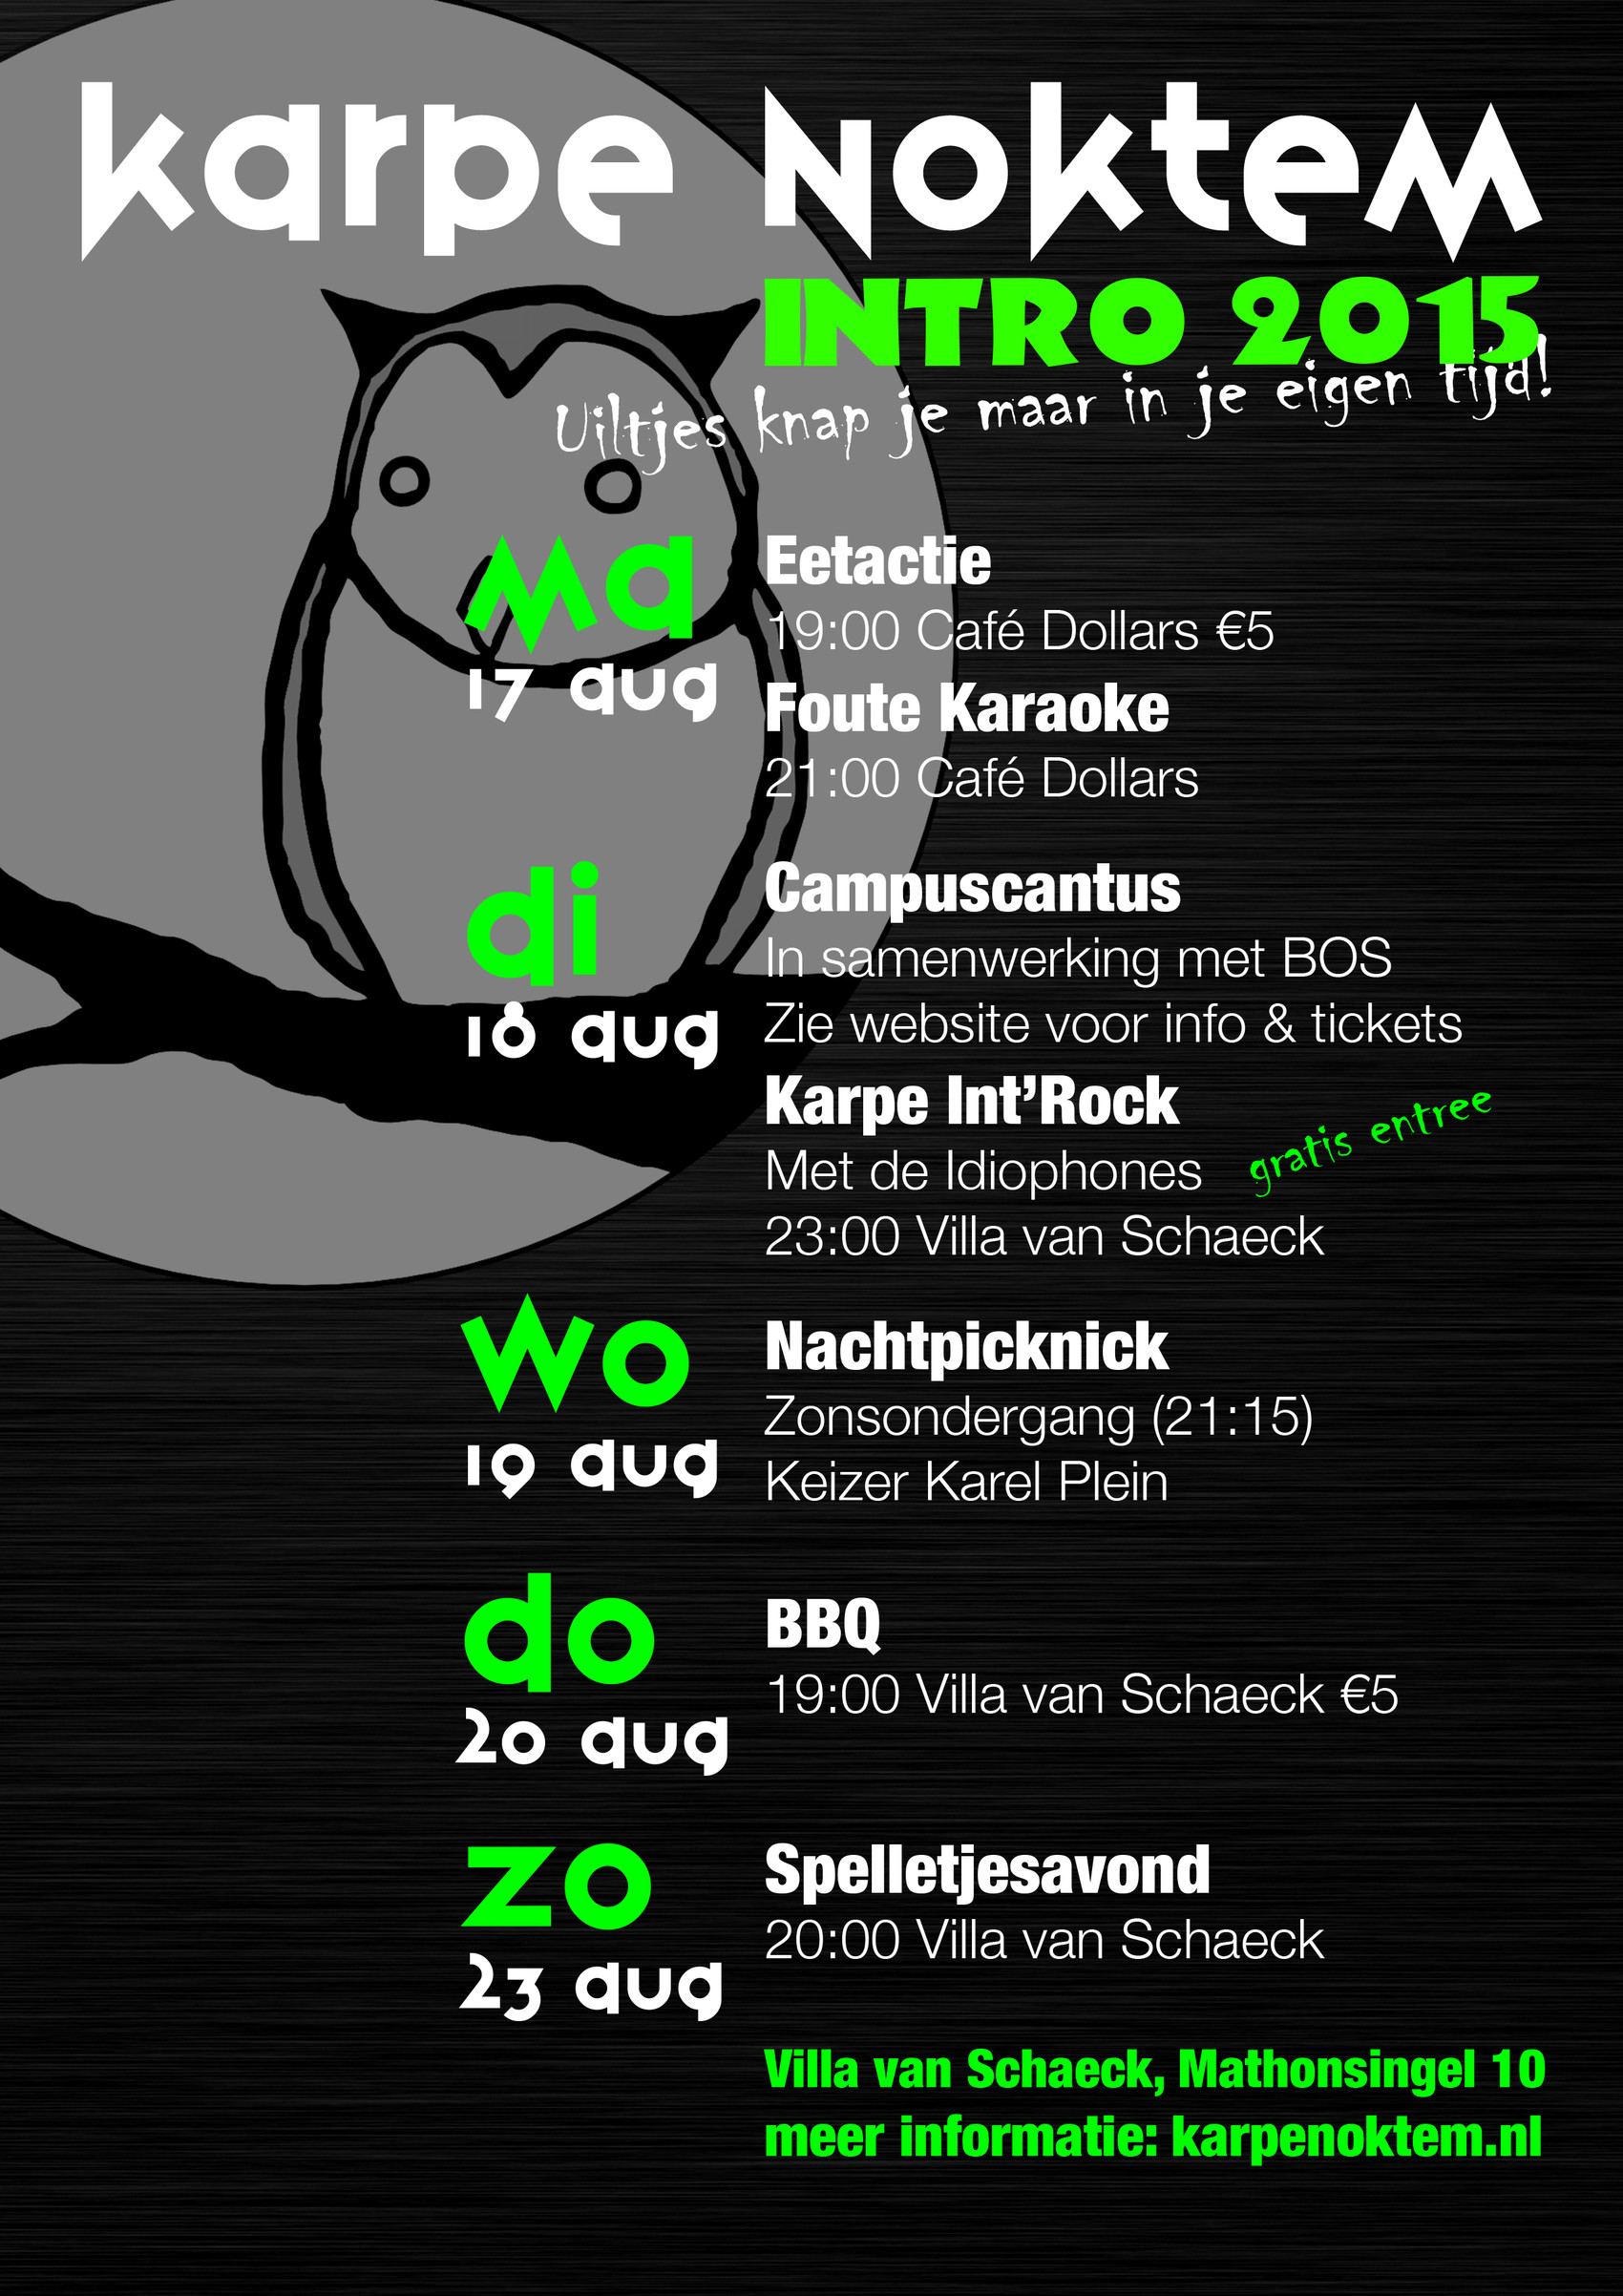 karpe Noktem
INTRO 2015
Uiltjes knap je maar in je eigen tijd!
Ma
17 aug
Eetactie
19:00 Café Dollars €5
Foute Karaoke
21:00 Café Dollars
di
18 aug
Campuscantus
In samenwerking met BOS
Zie website voor info & tickets
Karpe Int’Rock
Met de Idiophones
gratis entree
23:00 Villa van Schaeck
Wo
19 aug
Nachtpicknick
Zonsondergang (21:15)
Keizer Karel Plein
do
20 aug
BBQ
19:00 Villa van Schaeck €5
zo
23 aug
Spelletjesavond
20:00 Villa van Schaeck
Villa van Schaeck, Mathonsingel 10
meer informatie: karpenoktem.nl